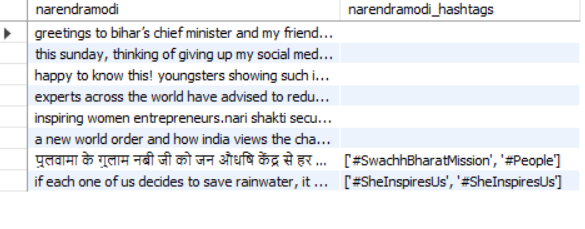 narendramodi narendramodi_hashtags
greetings to bihar's chief minister and my friend...
this sunday, thinking of giving up my social med...
happy to know this! youngsters showing such i...
experts across the world have advised to redu...
inspiring women entrepreneurs.nari shakti secu...
a new world order and how india views the cha...
पुलवामा के गुलाम नबी जी को जन औषधि केंद्र से हर ... ['#SwachhBharatMission', '#People']
if each one of us decides to save rainwater, it ... ['#SheInspiresUs', '#SheInspiresUs']